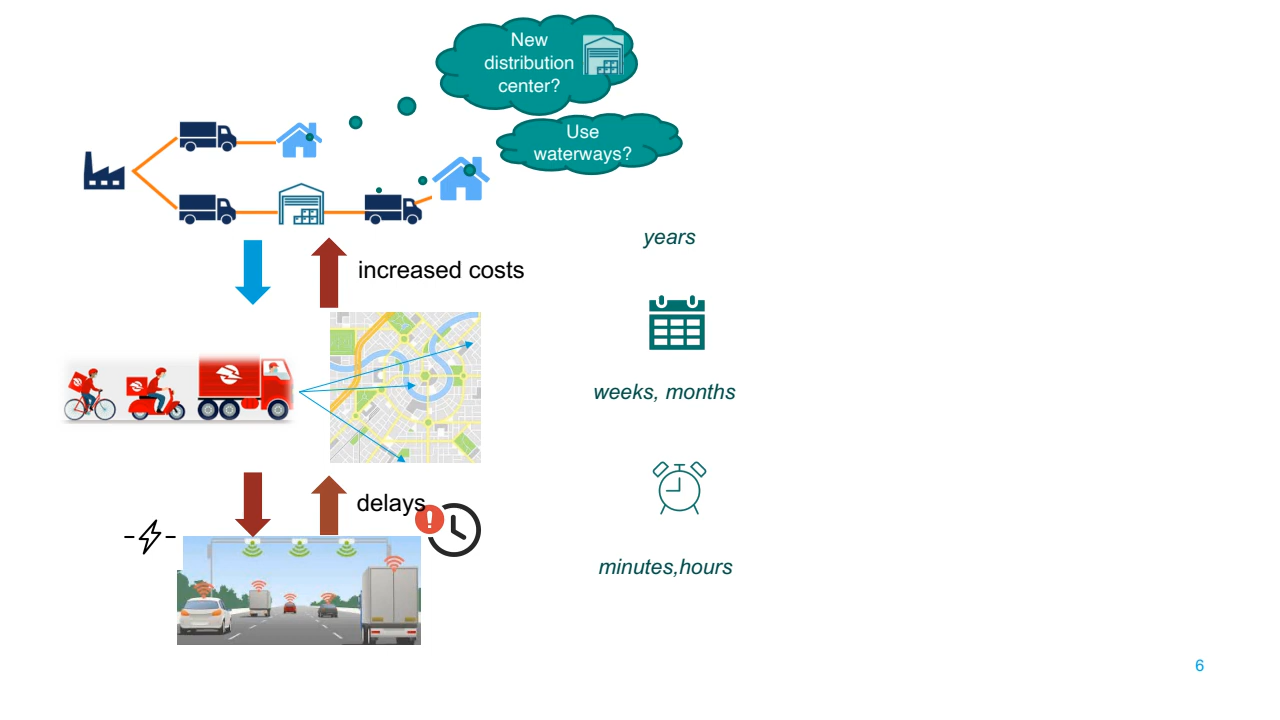 New
distribution
center?
Use
waterways?
years
increased costs
weeks, months
delays
!
minutes,hours
6